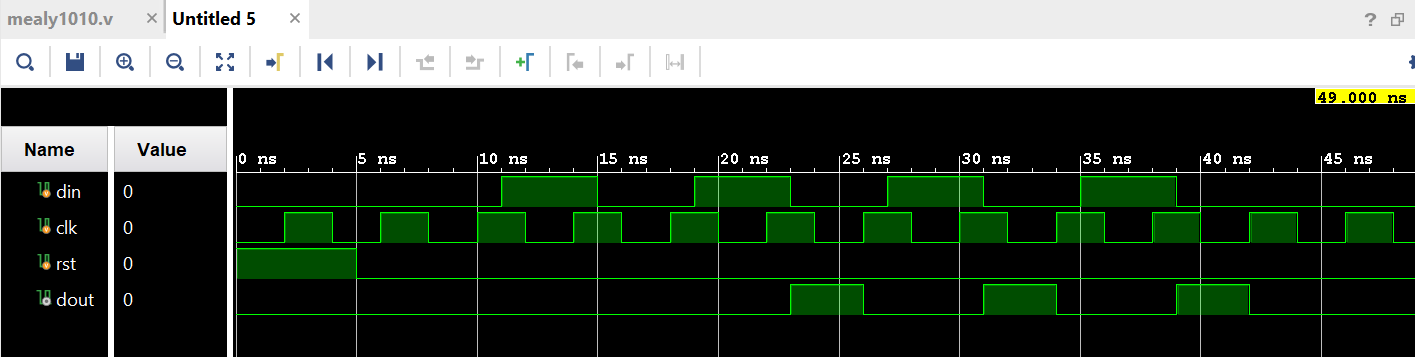 mealy1010.v × Untitled 5 × ?
49.000 ns
Name Value
0 ns 5 ns 10 ns 15 ns 20 ns 25 ns 30 ns 35 ns 40 ns 45 ns
din 0
clk 0
rst 0
dout 0